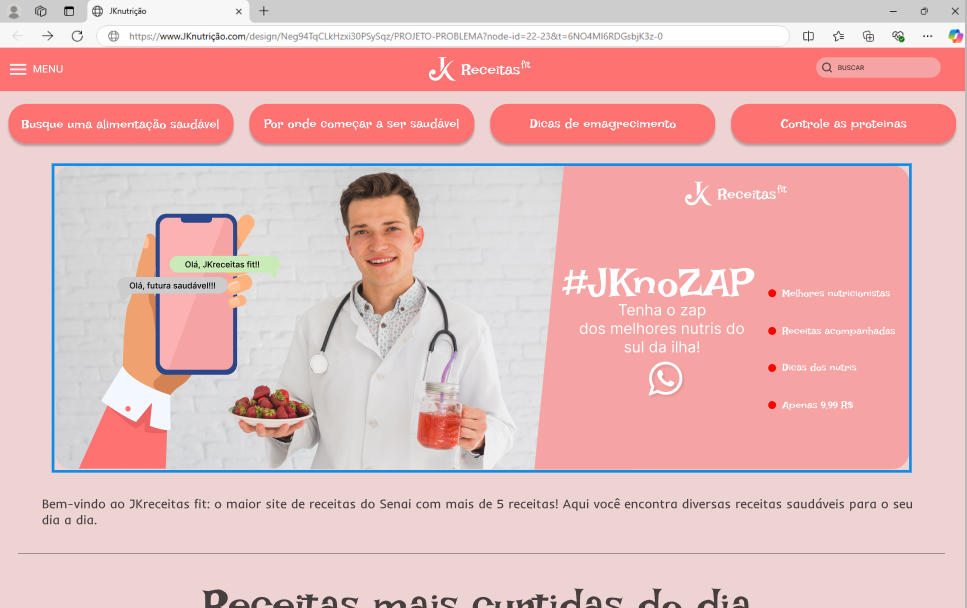 JKnutrição
https://www.JKnutrição.com/design/Neg94TqCLkHzxi30PSySqz/PROJETO-PROBLEMA?node-id=22-23&t=6NO4MI6RDGsbjK3z-0
MENU
JK Receitas fit
BUSCAR
Busque uma alimentação saudável
Por onde começar a ser saudável
Dicas de emagrecimento
Controle as proteinas
JK Receitas fit
Olá, JKreceitas fit!!
Olá, futura saudável!!!
#JKnoZAP
Tenha o zap
dos melhores nutris do
sul da ilha!
Melhores nutricionistas
Receitas acompanhadas
Dicas dos nutris
Apenas 9,99 R$
Bem-vindo ao JKreceitas fit: o maior site de receitas do Senai com mais de 5 receitas! Aqui você encontra diversas receitas saudáveis para o seu
dia a dia.
Receitas mais curtidas do dia